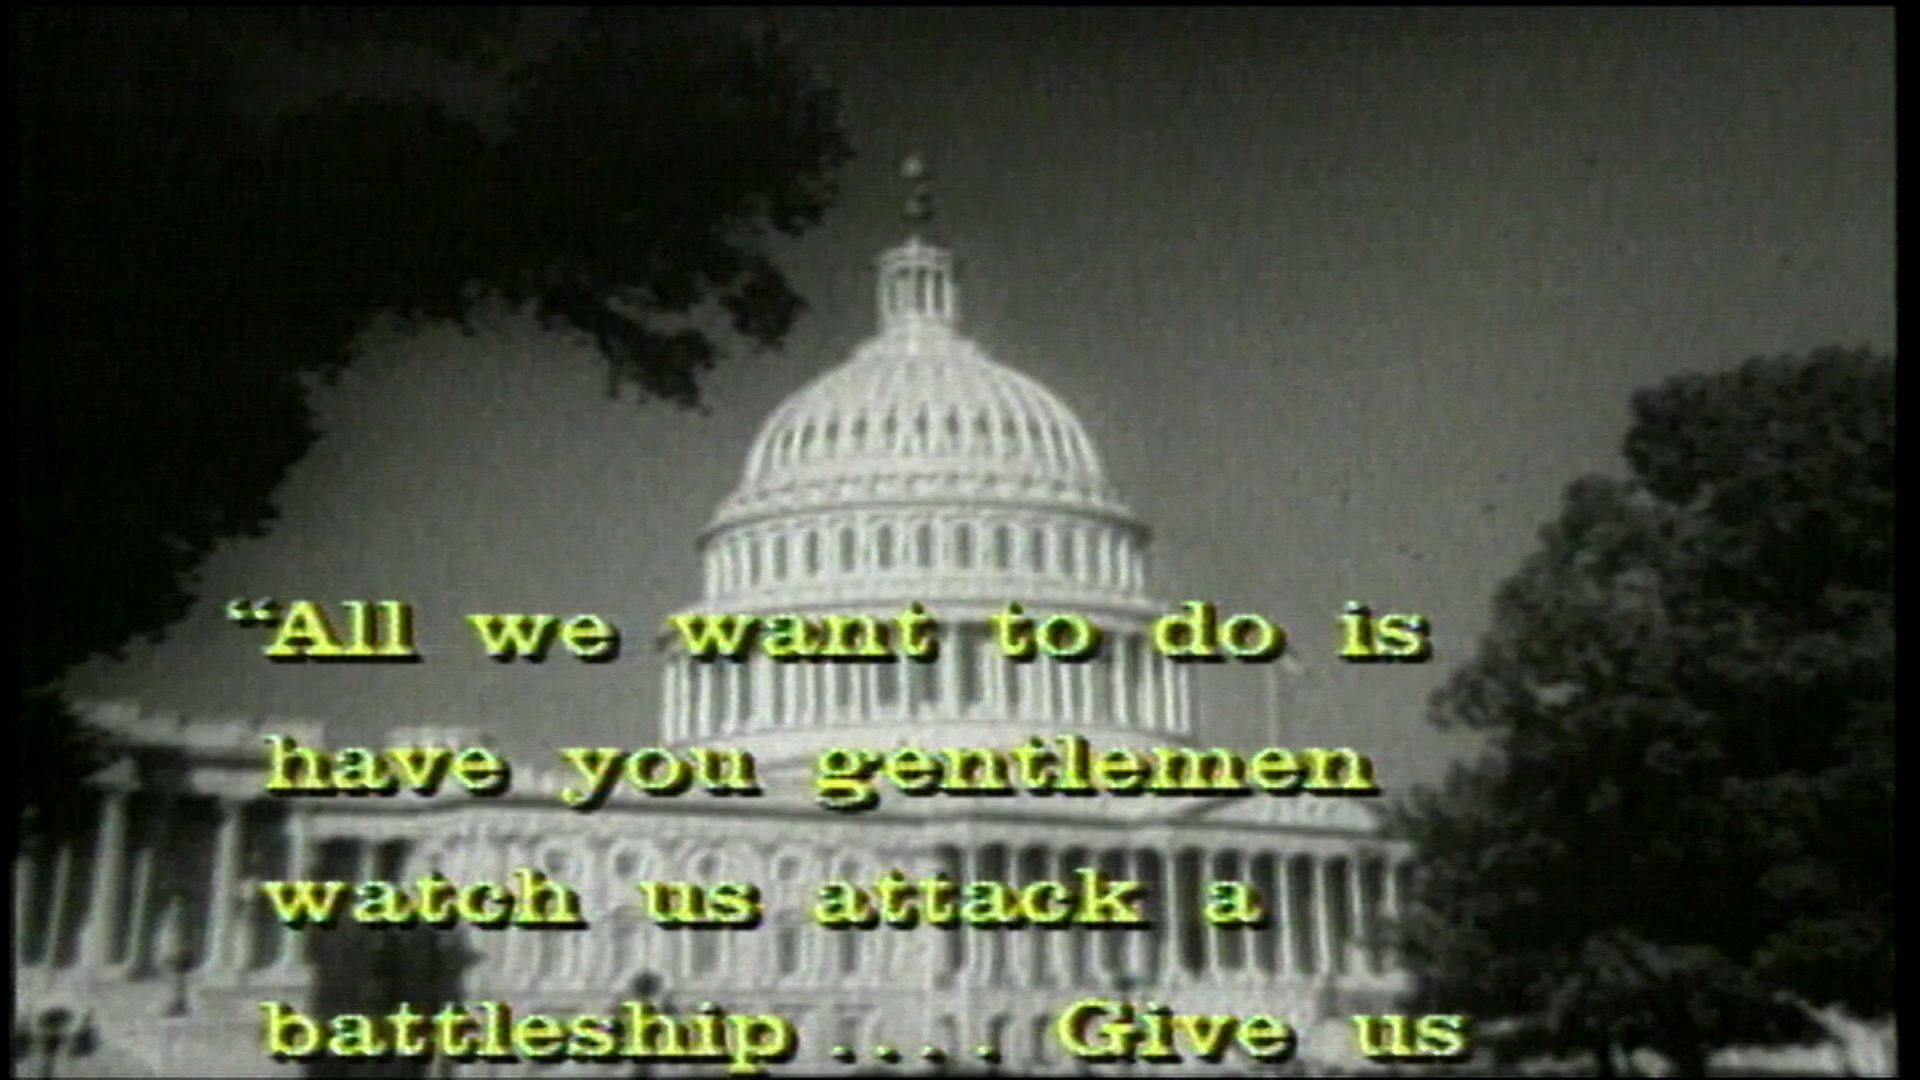 “All we want to do is
have you gentlemen
watch us attack a
battleship .... Give us